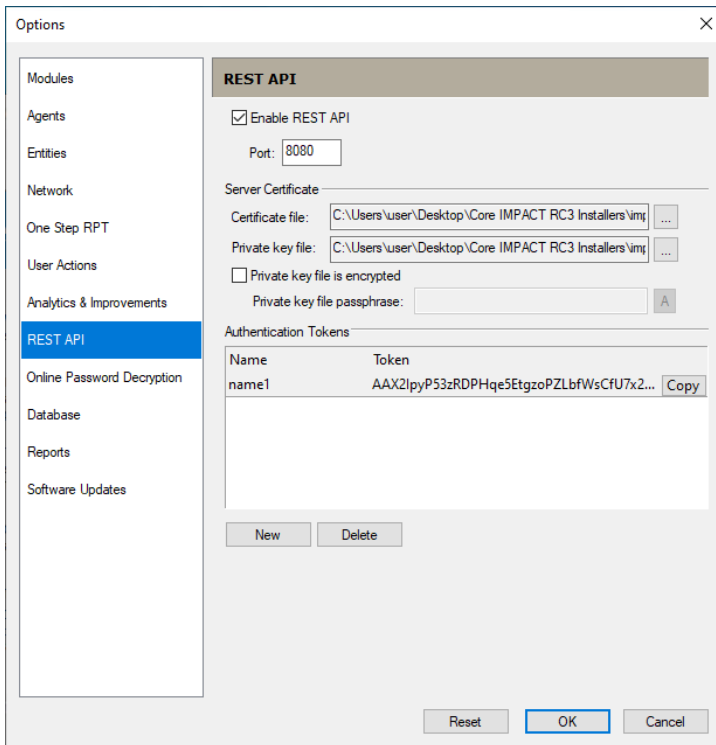 Options
Modules
Agents
Entities
Network
One Step RPT
User Actions
Analytics & Improvements
REST API
Online Password Decryption
Database
Reports
Software Updates
REST API
Enable REST API
Port: 8080
Server Certificate
Certificate file: C:\Users\user\Desktop\Core IMPACT RC3 Installers\imp ...
Private key file: C:\Users\user\Desktop\Core IMPACT RC3 Installers\imp ...
Private key file is encrypted
Private key file passphrase: A
Authentication Tokens
Name Token
name1 AAX2IpyP53zRDPHqe5EtgzoPZLbfWsCfU7x2... Copy
New Delete
Reset OK Cancel